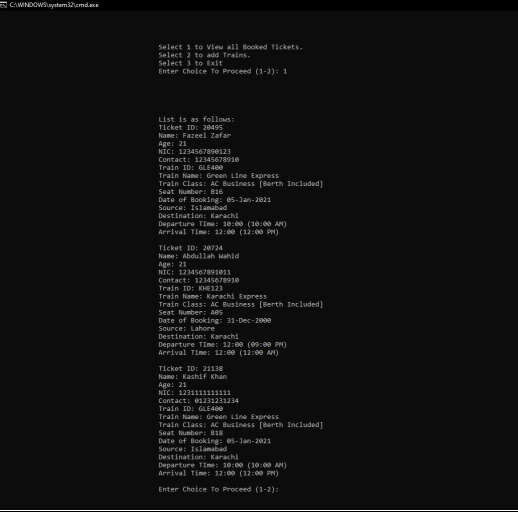 C:\WINDOWS\system32\cmd.exe
Select 1 to View all Booked Tickets.
Select 2 to add Trains.
Select 3 to Exit
Enter Choice To Proceed (1-2): 1
List is as follows:
Ticket ID: 20495
Name: Fazeel Zafar
Age: 21
NIC: 1234567890123
Contact: 12345678910
Train ID: GLE400
Train Name: Green Line Express
Train Class: AC Business [Berth Included]
Seat Number: B16
Date of Booking: 05-Jan-2021
Source: Islamabad
Destination: Karachi
Departure TIme: 10:00 (10:00 AM)
Arrival Time: 12:00 (12:00 PM)
Ticket ID: 20724
Name: Abdullah Wahid
Age: 21
NIC: 1234567891011
Contact: 12345678910
Train ID: KHE123
Train Name: Karachi Express
Train Class: AC Business [Berth Included]
Seat Number: A05
Date of Booking: 31-Dec-2000
Source: Lahore
Destination: Karachi
Departure TIme: 12:00 (09:00 PM)
Arrival Time: 12:00 (12:00 AM)
Ticket ID: 21138
Name: Kashif Khan
Age: 21
NIC: 1231111111111
Contact: 01231231234
Train ID: GLE400
Train Name: Green Line Express
Train Class: AC Business [Berth Included]
Seat Number: B18
Date of Booking: 05-Jan-2021
Source: Islamabad
Destination: Karachi
Departure TIme: 10:00 (10:00 AM)
Arrival Time: 12:00 (12:00 PM)
Enter Choice To Proceed (1-2):